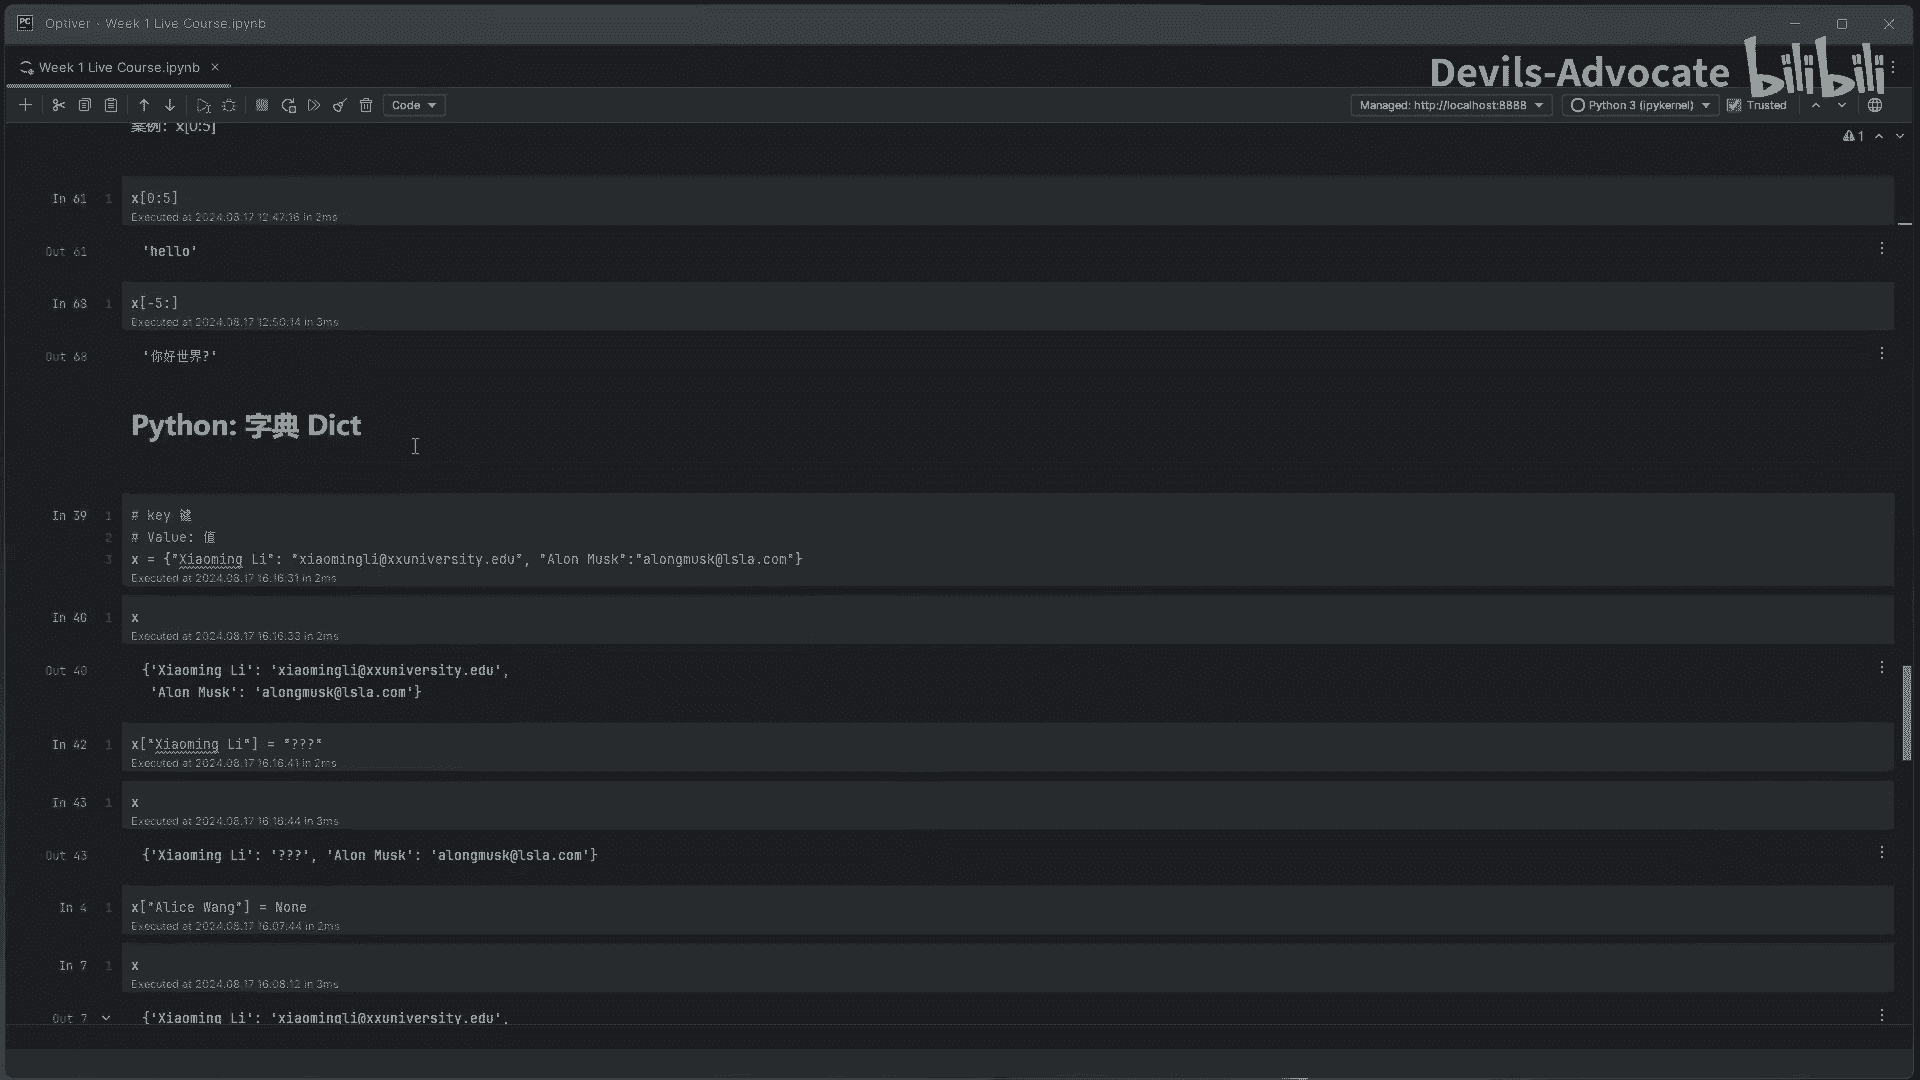 Optiver - Week 1 Live Course.ipynb
Week 1 Live Course.ipynb
Devils-Advocate bilibili
Code
Managed: http://localhost:8888
Python 3 (ipykernel)
Trusted
案例: x[0:5]
1
In 61 1 x[0:5]
Executed at 2024.08.17 12:47:16 in 2ms
Out 61 'hello'
In 68 1 x[-5:]
Executed at 2024.08.17 12:50:14 in 3ms
Out 68 '你好世界?'
Python: 字典 Dict
In 39 1 # key 键
2 # Value: 值
3 x = {"Xiaoming Li": "xiaomingli@xxuniversity.edu", "Alon Musk":"alongmusk@lsla.com"}
Executed at 2024.08.17 16:16:31 in 2ms
In 40 1 x
Executed at 2024.08.17 16:16:33 in 2ms
Out 40 {'Xiaoming Li': 'xiaomingli@xxuniversity.edu',
'Alon Musk': 'alongmusk@lsla.com'}
In 42 1 x["Xiaoming Li"] = "???"
Executed at 2024.08.17 16:16:41 in 2ms
In 43 1 x
Executed at 2024.08.17 16:16:44 in 3ms
Out 43 {'Xiaoming Li': '???', 'Alon Musk': 'alongmusk@lsla.com'}
In 4 1 x["Alice Wang"] = None
Executed at 2024.08.17 16:07:44 in 2ms
In 7 1 x
Executed at 2024.08.17 16:08:12 in 3ms
Out 7 {'Xiaoming Li': 'xiaomingli@xxuniversity.edu',